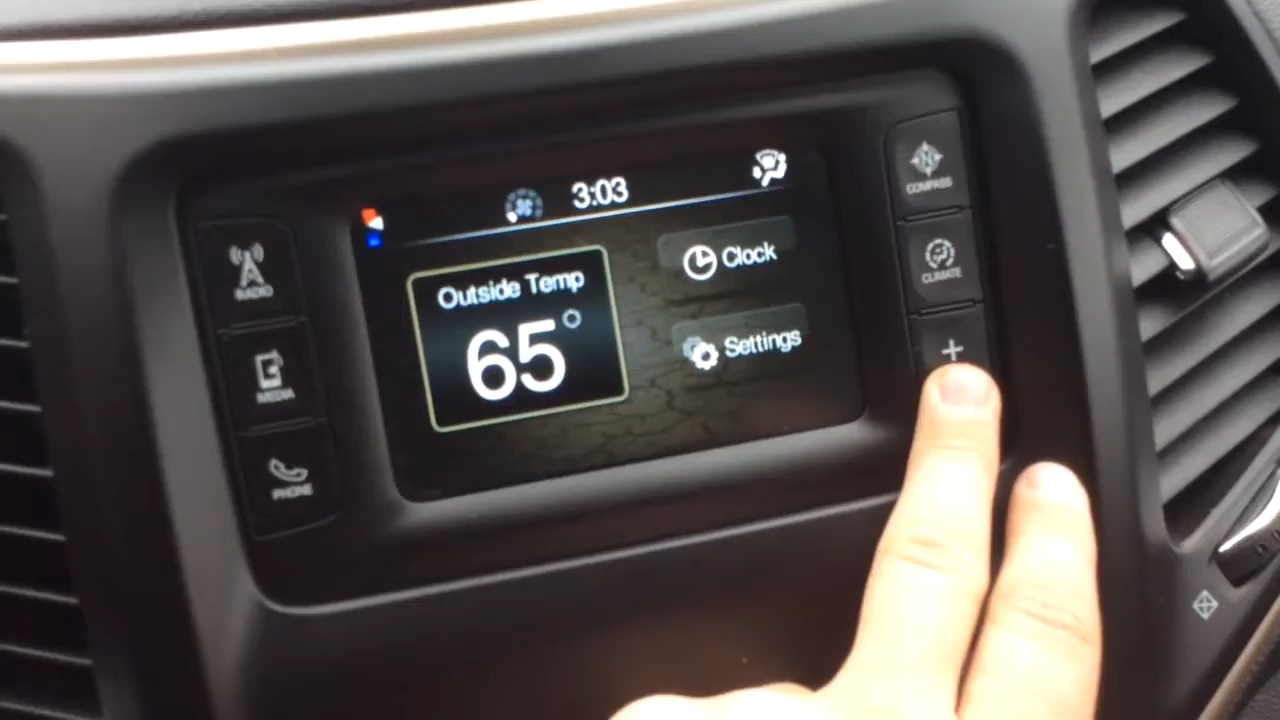 3:03
RADIO
MEDIA
PHONE
Outside Temp
65°
Clock
Settings
N
COMPASS
CLIMATE
+